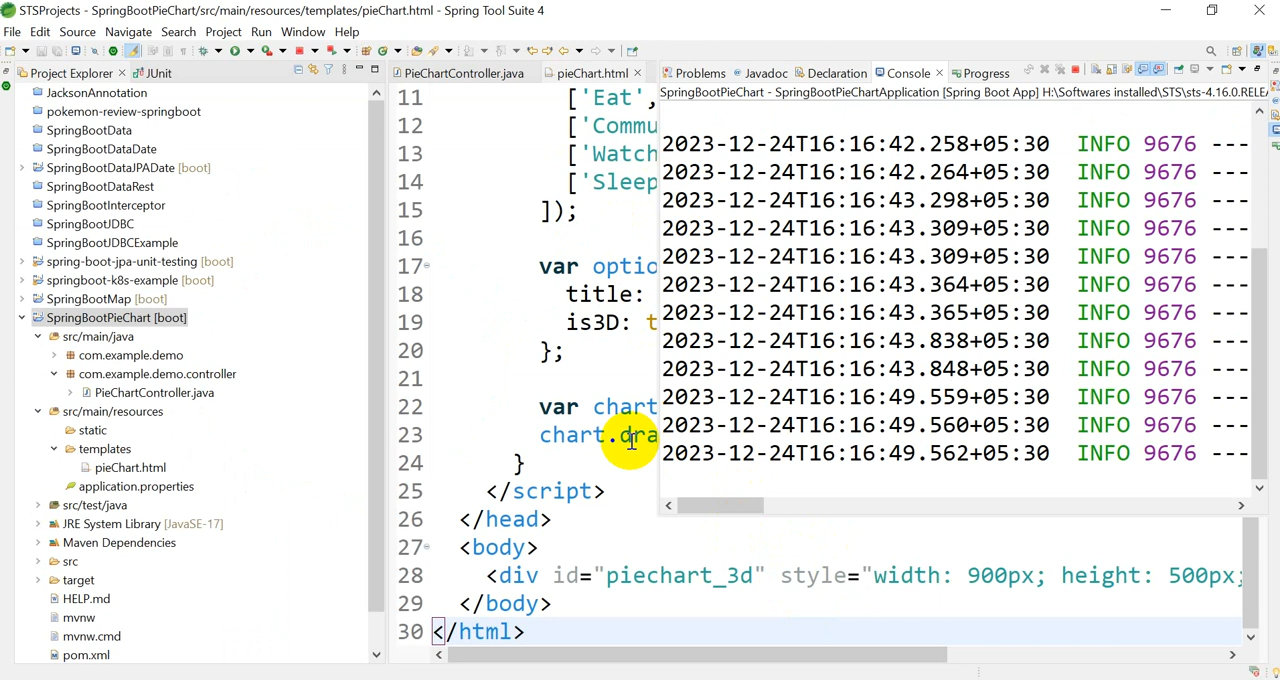 STSProjects - SpringBootPieChart/src/main/resources/templates/pieChart.html - Spring Tool Suite 4
File Edit Source Navigate Search Project Run Window Help
Project Explorer
JUnit
JacksonAnnotation
pokemon-review-springboot
SpringBootData
SpringBootDataDate
SpringBootDataJPADate [boot]
SpringBootDataRest
SpringBootInterceptor
SpringBootJDBC
SpringBootJDBCExample
spring-boot-jpa-unit-testing [boot]
springboot-k8s-example [boot]
SpringBootMap [boot]
SpringBootPieChart [boot]
src/main/java
com.example.demo
com.example.demo.controller
PieChartController.java
src/main/resources
static
templates
pieChart.html
application.properties
src/test/java
JRE System Library [JavaSE-17]
Maven Dependencies
src
target
HELP.md
mvnw
mvnw.cmd
pom.xml
PieChartController.java
pieChart.html
11 ['Eat',
12 ['Commu
13 ['Watch
14 ['Sleep
15 ]);
16
17 var optio
18 title:
19 is3D: t
20 };
21
22 var chart
23 chart.dra
24 }
25 </script>
26 </head>
27 <body>
28 <div id="piechart_3d" style="width: 900px; height: 500px;
29 </body>
30 </html>
Problems Javadoc Declaration Console Progress
SpringBootPieChart - SpringBootPieChartApplication [Spring Boot App] H:\Softwares installed\STS\sts-4.16.0.RELEA
2023-12-24T16:16:42.258+05:30 INFO 9676 ---
2023-12-24T16:16:42.264+05:30 INFO 9676 ---
2023-12-24T16:16:43.298+05:30 INFO 9676 ---
2023-12-24T16:16:43.309+05:30 INFO 9676 ---
2023-12-24T16:16:43.309+05:30 INFO 9676 ---
2023-12-24T16:16:43.364+05:30 INFO 9676 ---
2023-12-24T16:16:43.365+05:30 INFO 9676 ---
2023-12-24T16:16:43.838+05:30 INFO 9676 ---
2023-12-24T16:16:43.848+05:30 INFO 9676 ---
2023-12-24T16:16:49.559+05:30 INFO 9676 ---
2023-12-24T16:16:49.560+05:30 INFO 9676 ---
2023-12-24T16:16:49.562+05:30 INFO 9676 ---